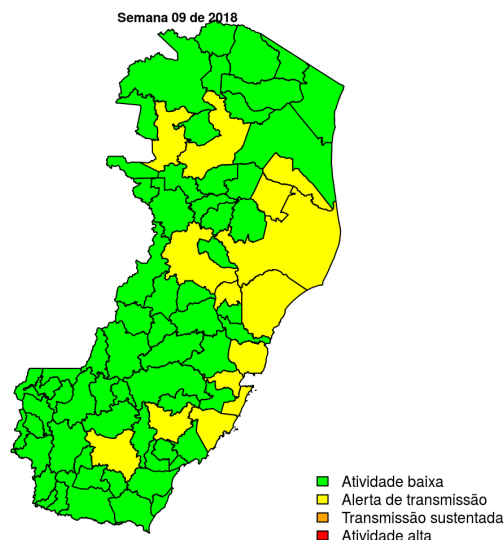 Semana 09 de 2018
Atividade baixa
Alerta de transmissão
Transmissão sustentada
Atividade alta